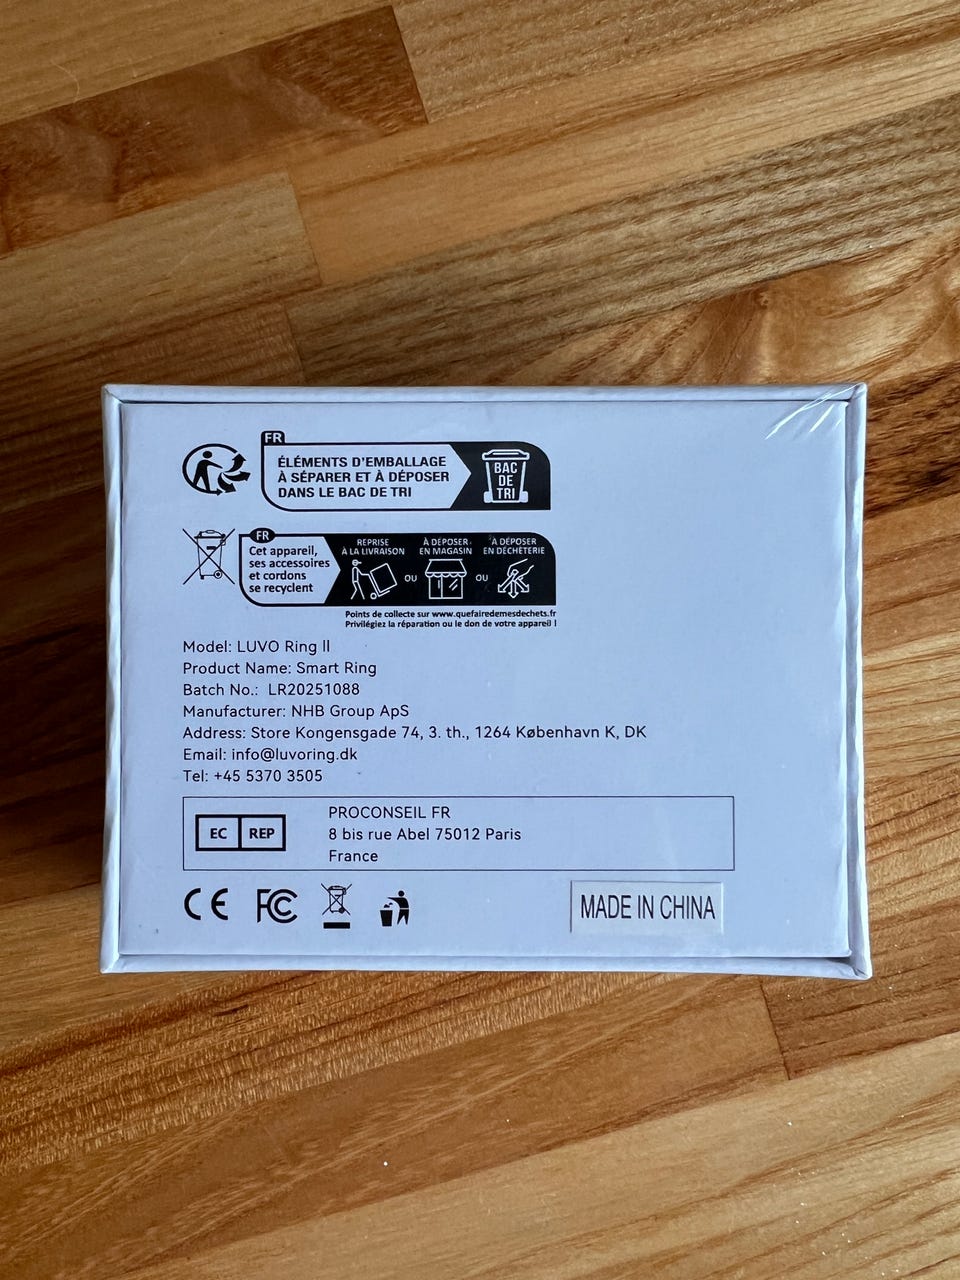 FR
ÉLÉMENTS D'EMBALLAGE
À SÉPARER ET À DÉPOSER
DANS LE BAC DE TRI
BAC
DE
TRI
FR
Cet appareil,
ses accessoires
et cordons
se recyclent
REPRISE
À LA LIVRAISON
OU
À DÉPOSER
EN MAGASIN
OU
À DÉPOSER
EN DÉCHÈTERIE
Points de collecte sur www.quefairedemesdechets.fr
Privilégiez la réparation ou le don de votre appareil !
Model: LUVO Ring II
Product Name: Smart Ring
Batch No.: LR20251088
Manufacturer: NHB Group ApS
Address: Store Kongensgade 74, 3. th., 1264 København K, DK
Email: info@luvoring.dk
Tel: +45 5370 3505
EC REP
PROCONSEIL FR
8 bis rue Abel 75012 Paris
France
CE FC
MADE IN CHINA